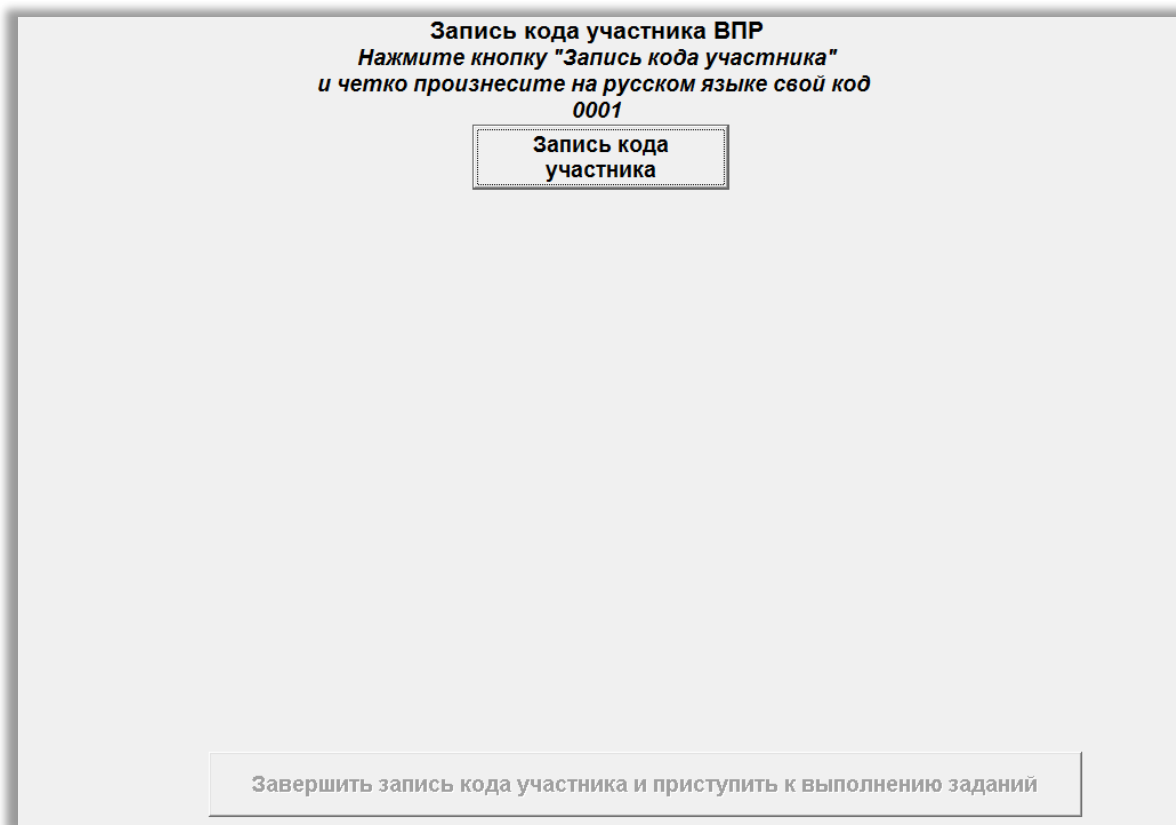 Запись кода участника ВПР
Нажмите кнопку "Запись кода участника"
и четко произнесите на русском языке свой код
0001
Запись кода
участника
Завершить запись кода участника и приступить к выполнению заданий